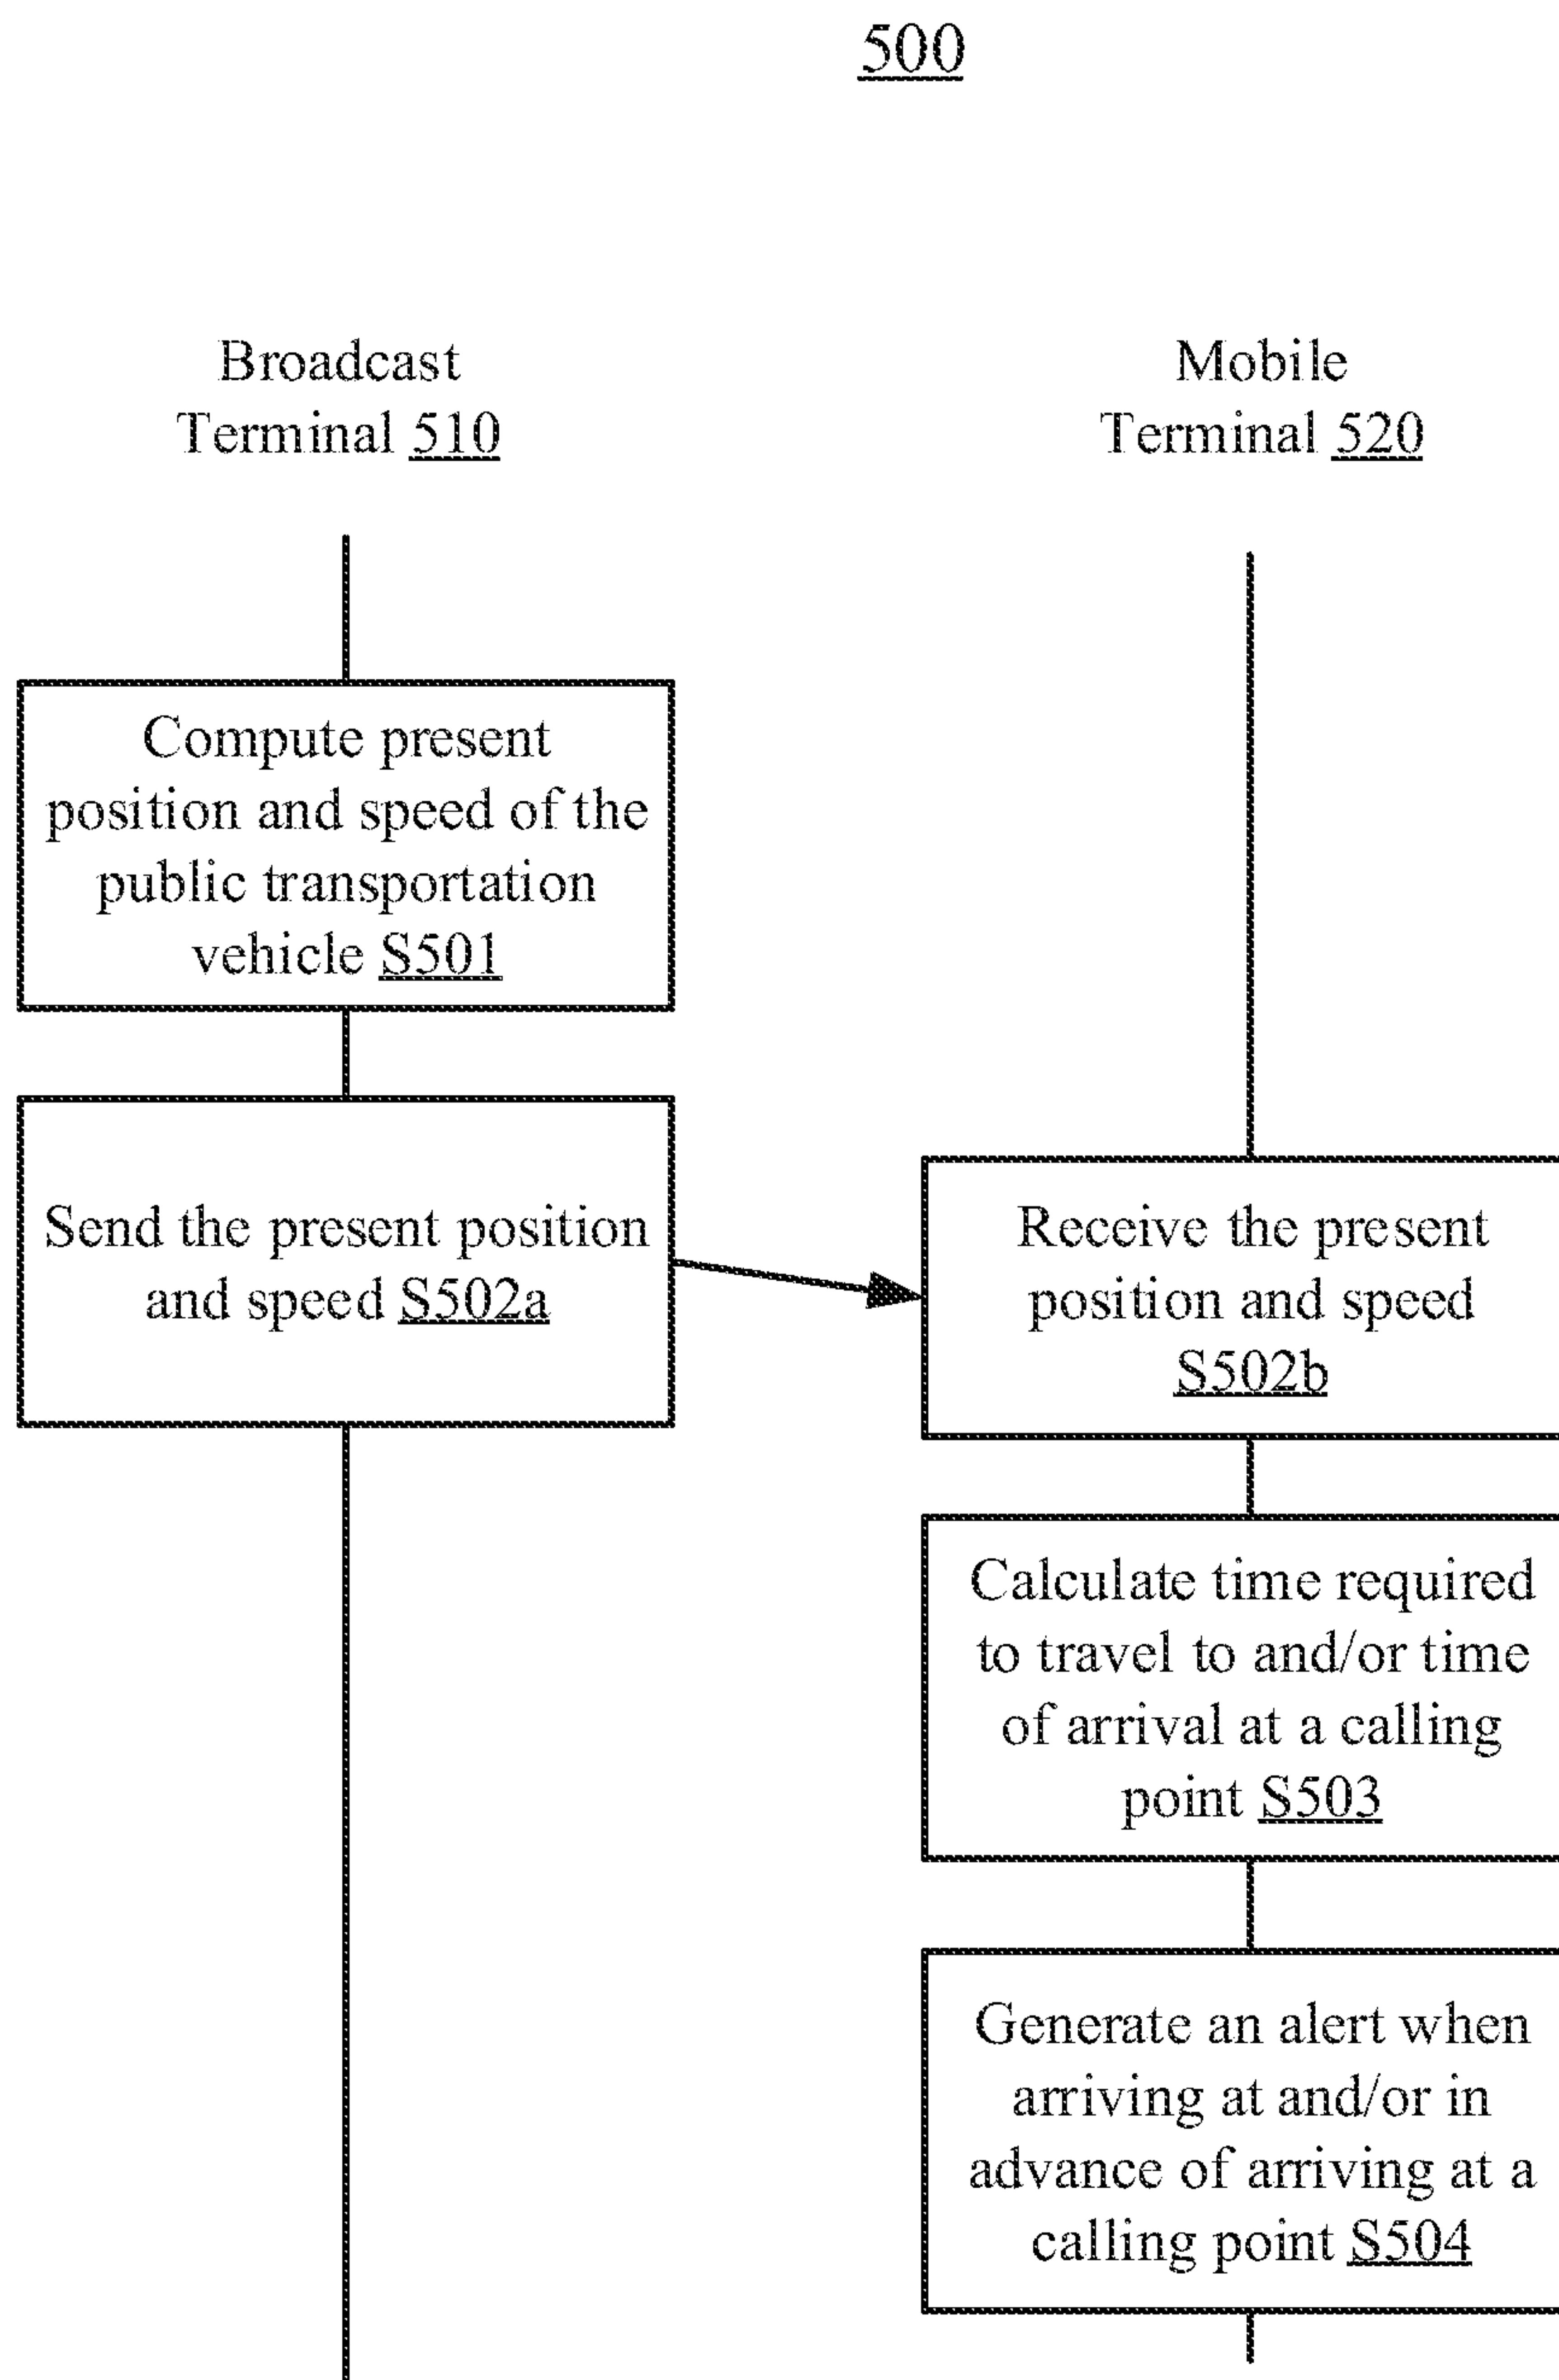 500
Broadcast
Terminal 510
Mobile
Terminal 520
Compute present
position and speed of the
public transportation
vehicle S501
Send the present position
and speed S502a
Receive the present
position and speed
S502b
Calculate time required
to travel to and/or time
of arrival at a calling
point S503
Generate an alert when
arriving at and/or in
advance of arriving at a
calling point S504